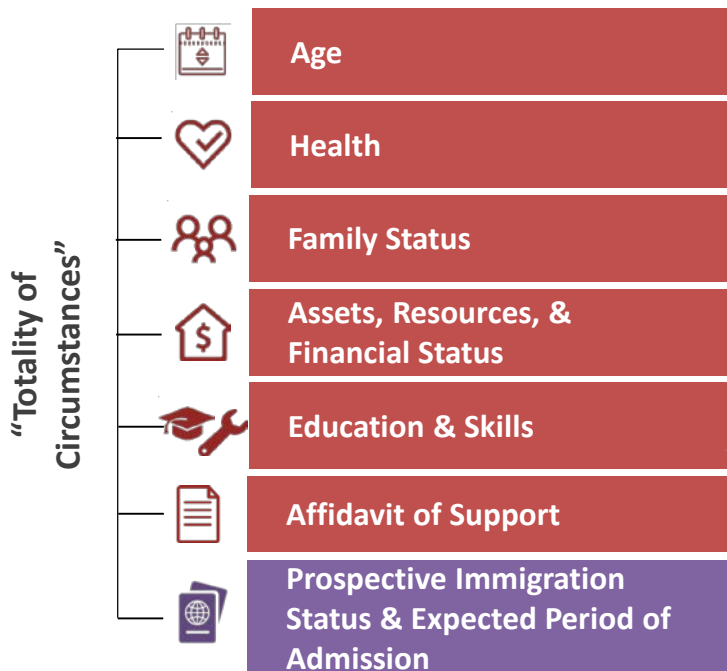 "Totality of
Circumstances"
Age
Health
Family Status
Assets, Resources, &
Financial Status
$
Education & Skills
Affidavit of Support
Prospective Immigration
Status & Expected Period of
Admission